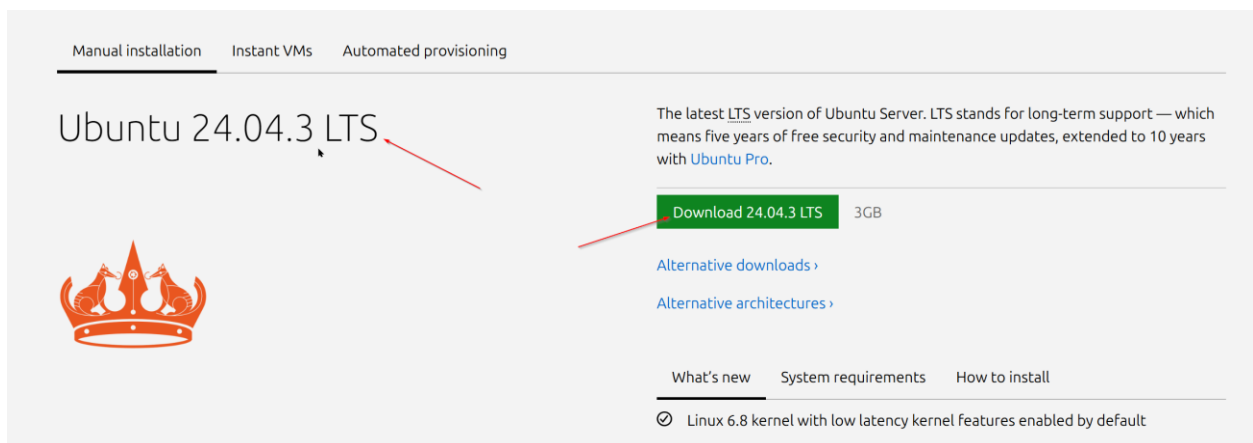 Manual installation Instant VMs Automated provisioning
Ubuntu 24.04.3 LTS
The latest LTS version of Ubuntu Server. LTS stands for long-term support — which
means five years of free security and maintenance updates, extended to 10 years
with Ubuntu Pro.
Download 24.04.3 LTS 3GB
Alternative downloads ›
Alternative architectures ›
What's new System requirements How to install
Linux 6.8 kernel with low latency kernel features enabled by default